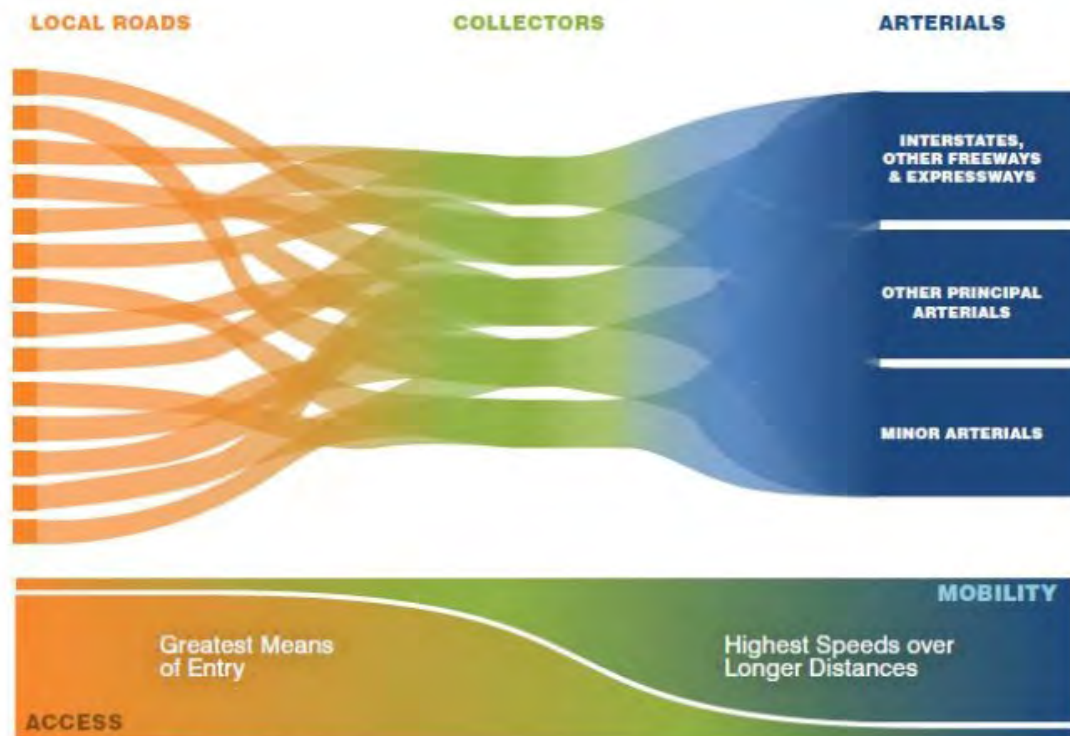 LOCAL ROADS
COLLECTORS
ARTERIALS
INTERSTATES,
OTHER FREEWAYS
& EXPRESSWAYS
OTHER PRINCIPAL
ARTERIALS
MINOR ARTERIALS
MOBILITY
Greatest Means
of Entry
Highest Speeds over
Longer Distances
ACCESS